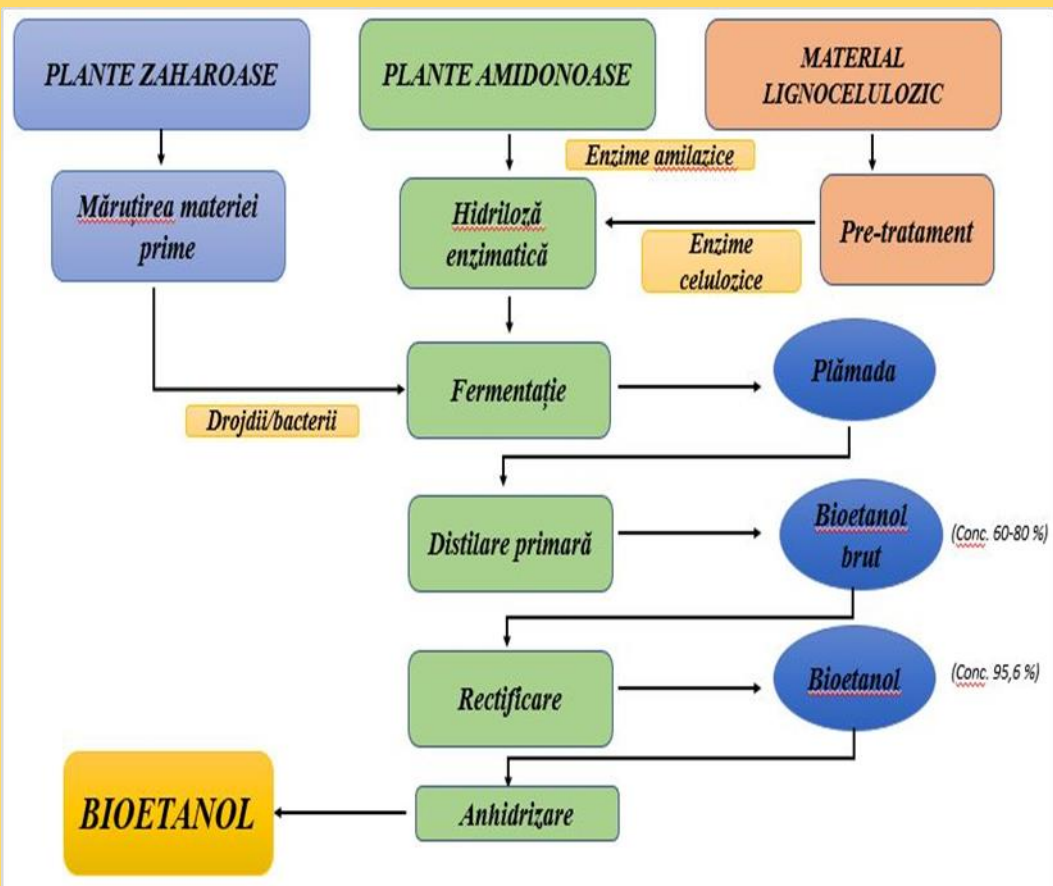 PLANTE ZAHAROASE
PLANTE AMIDONOASE
MATERIAL
LIGNOCELULOZIC
Enzime amilazice
Măruțirea materiei
prime
Hidriloză
enzimatică
Pre-tratament
Enzime
celulozice
Fermentație
Plămada
Drojdii/bacterii
Distilare primară
Bioetanol
brut
(Conc. 60-80 %)
Rectificare
Bioetanol
(Conc. 95,6 %)
BIOETANOL
Anhidrizare